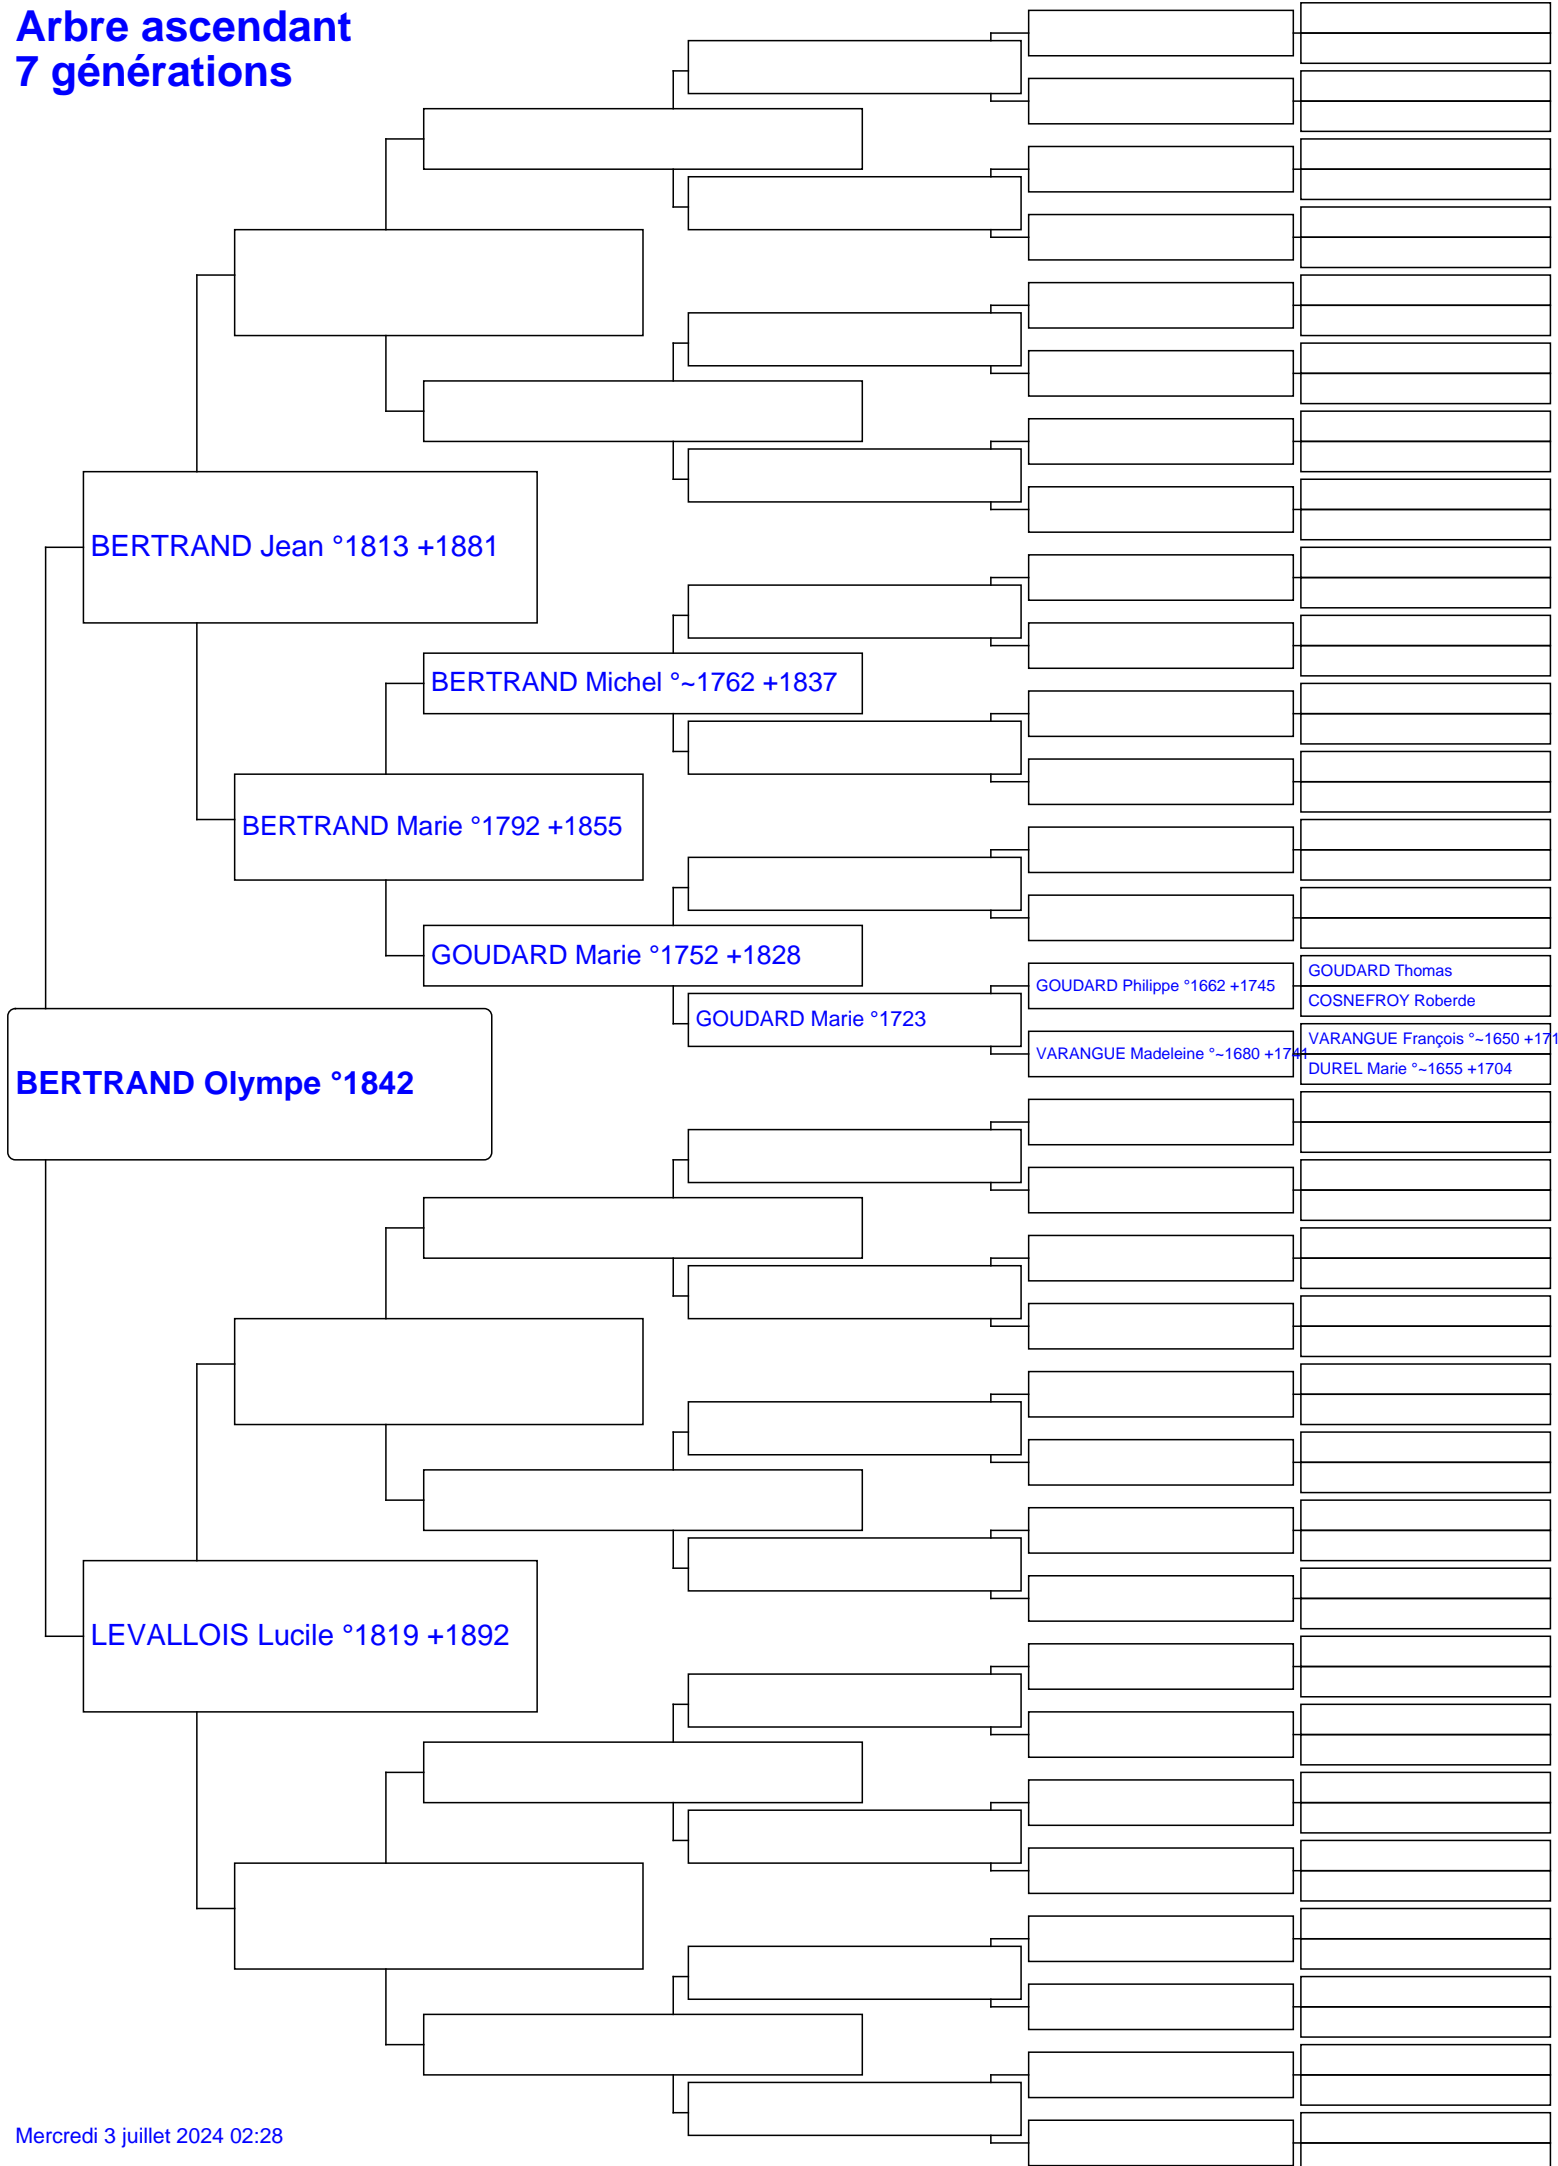 Arbre ascendant
7 générations
BERTRAND Jean °1813 +1881
BERTRAND Michel °~1762 +1837
BERTRAND Marie °1792 +1855
GOUDARD Marie °1752 +1828
GOUDARD Thomas
GOUDARD Philippe °1662 +1745
COSNEFROY Roberde
GOUDARD Marie °1723
VARANGUE François °~1650 +171
VARANGUE Madeleine °~1680 +1741
DUREL Marie °~1655 +1704
BERTRAND Olympe °1842
LEVALLOIS Lucile °1819 +1892
Mercredi 3 juillet 2024 02:28